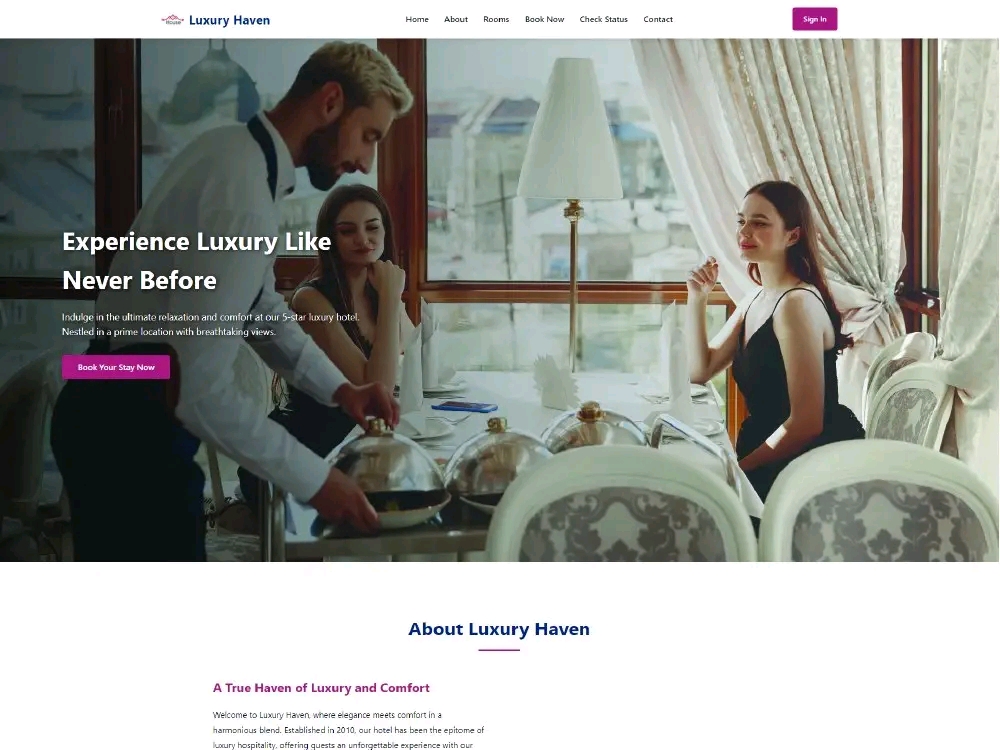 Luxury Haven
Home About Rooms Book Now Check Status Contact
Sign In
Experience Luxury Like
Never Before
Indulge in the ultimate relaxation and comfort at our 5-star luxury hotel.
Nestled in a prime location with breathtaking views.
Book Your Stay Now
About Luxury Haven
A True Haven of Luxury and Comfort
Welcome to Luxury Haven, where elegance meets comfort in a
harmonious blend. Established in 2010, our hotel has been the epitome of
luxury hospitality, offering guests an unforgettable experience with our